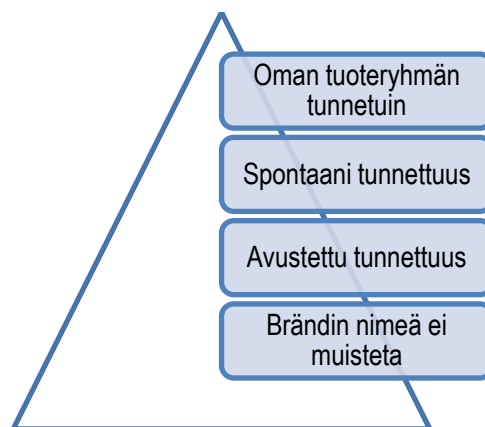 Oman tuoteryhmän
tunnetuin
Spontaani tunnettuus
Avustettu tunnettuus
Brändin nimeä ei
muisteta